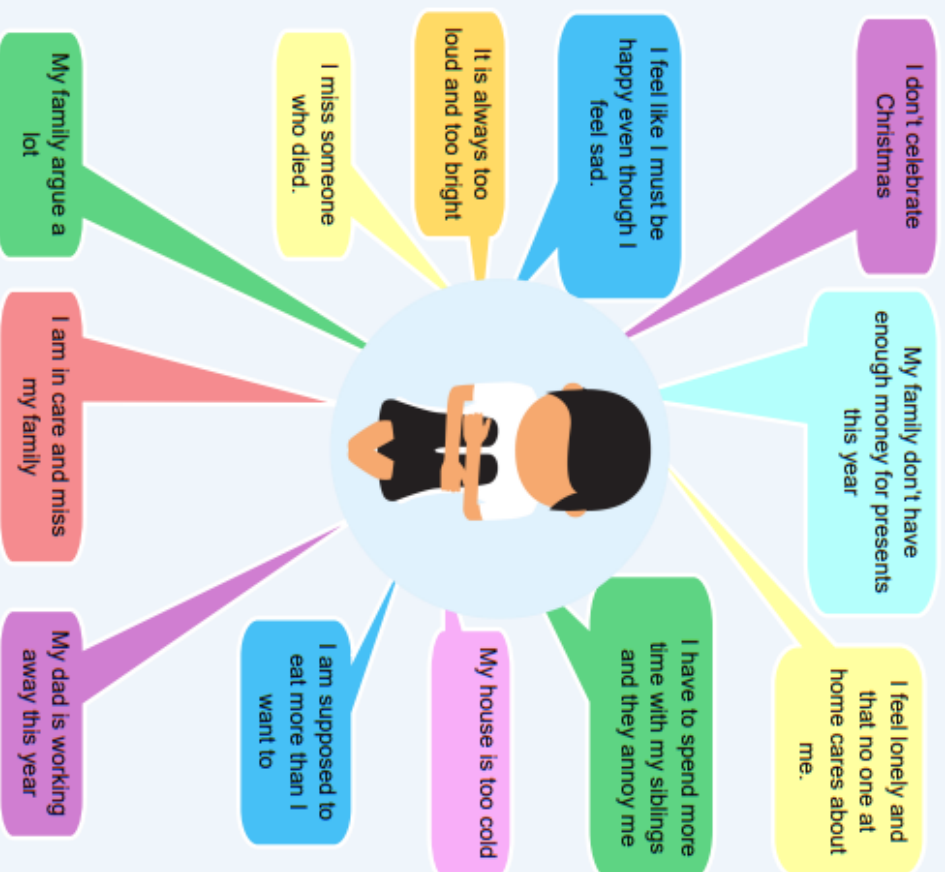 I don't celebrate
Christmas
My family don't have
enough money for presents
this year
I feel lonely and
that no one at
home cares about
me.
I feel like I must be
happy even though I
feel sad.
I have to spend more
time with my siblings
and they annoy me
It is always too
loud and too bright
My house is too cold
I miss someone
who died.
I am supposed to
eat more than I
want to
My family argue a
lot
I am in care and miss
my family
My dad is working
away this year